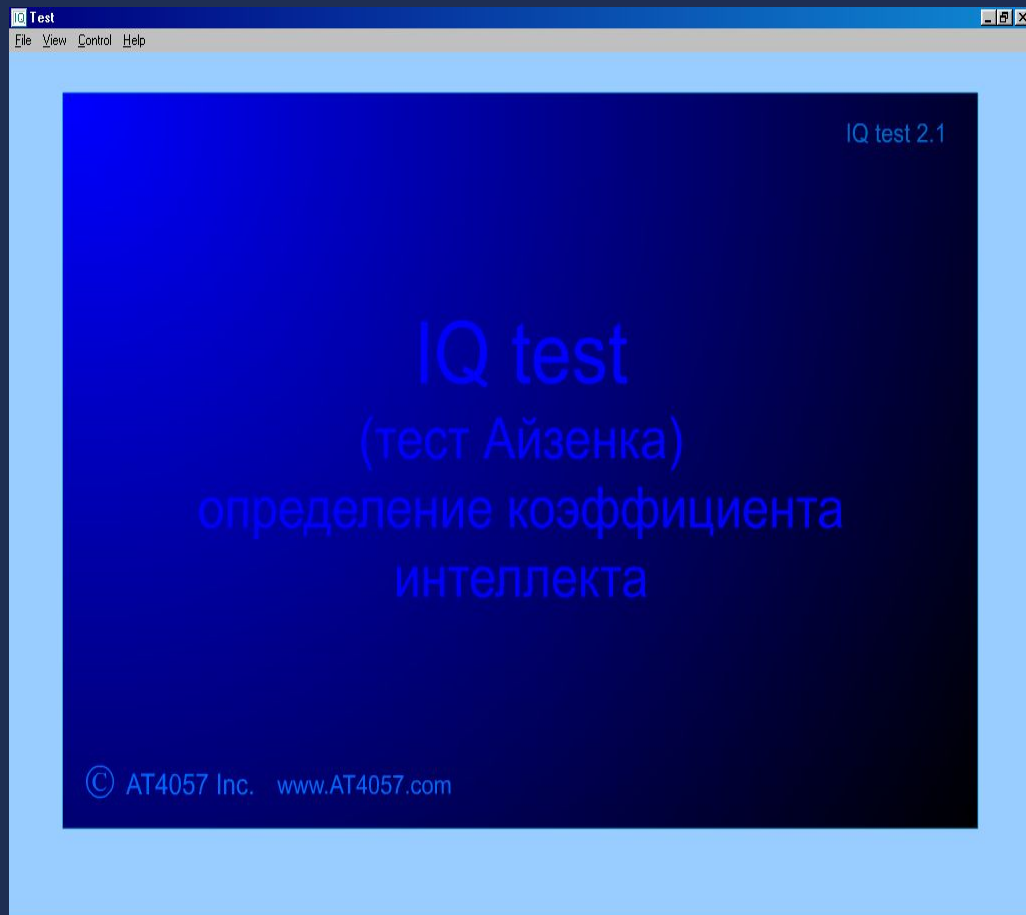 IQ Test
File View Control Help
IQ test 2.1
IQ test
(тест Айзенка)
определение коэффициента
интеллекта
© AT4057 Inc. www.AT4057.com